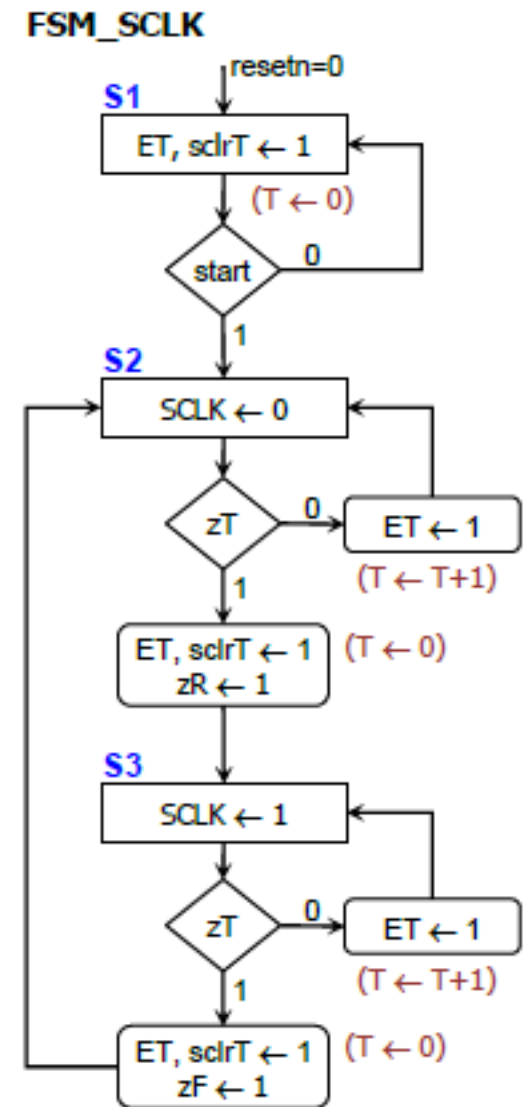 FSM_SCLK
resetn=0
S1
ET, sclrT ← 1
(T ← 0)
start
0
1
S2
SCLK ← 0
zT
0
ET ← 1
(T ← T+1)
1
ET, sclrT ← 1
zR ← 1
(T ← 0)
S3
SCLK ← 1
zT
0
ET ← 1
(T ← T+1)
1
ET, sclrT ← 1
zF ← 1
(T ← 0)